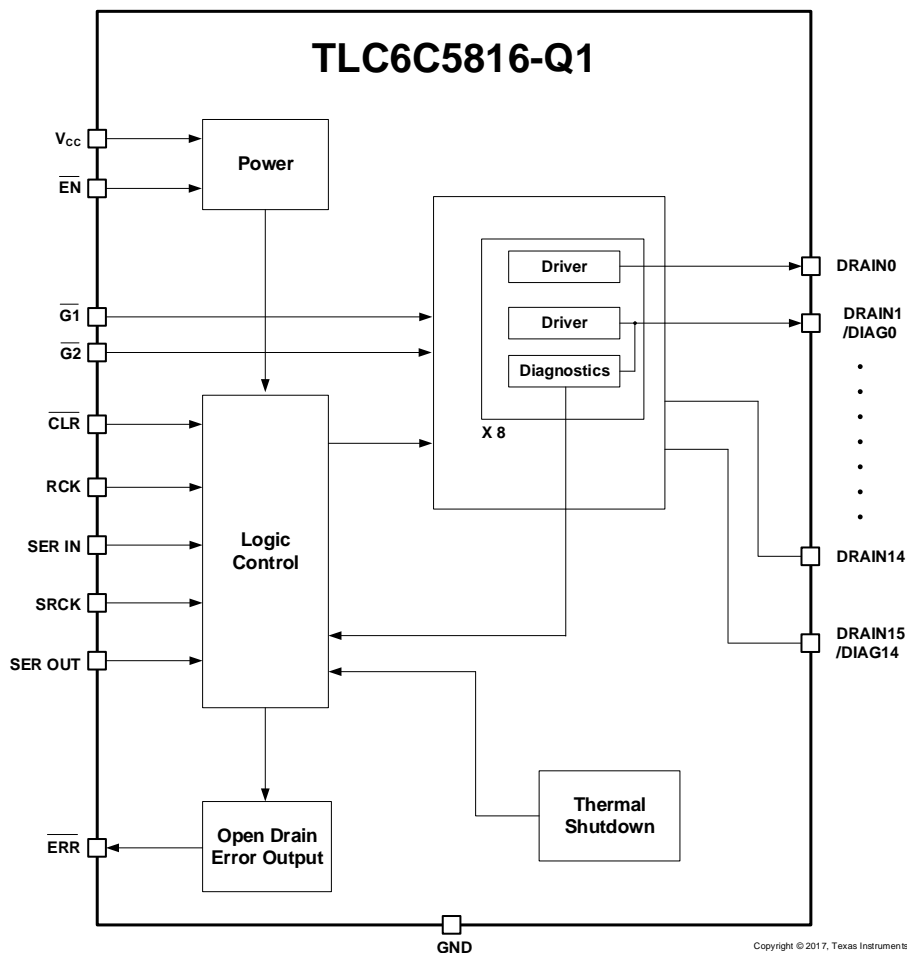 TLC6C5816-Q1
VCC
EN
Power
G1
G2
CLR
RCK
SER IN
SRCK
SER OUT
ERR
Logic
Control
Open Drain
Error Output
Driver
Driver
Diagnostics
X 8
Thermal
Shutdown
DRAIN0
DRAIN1
/DIAG0
DRAIN14
DRAIN15
/DIAG14
GND
Copyright © 2017, Texas Instruments